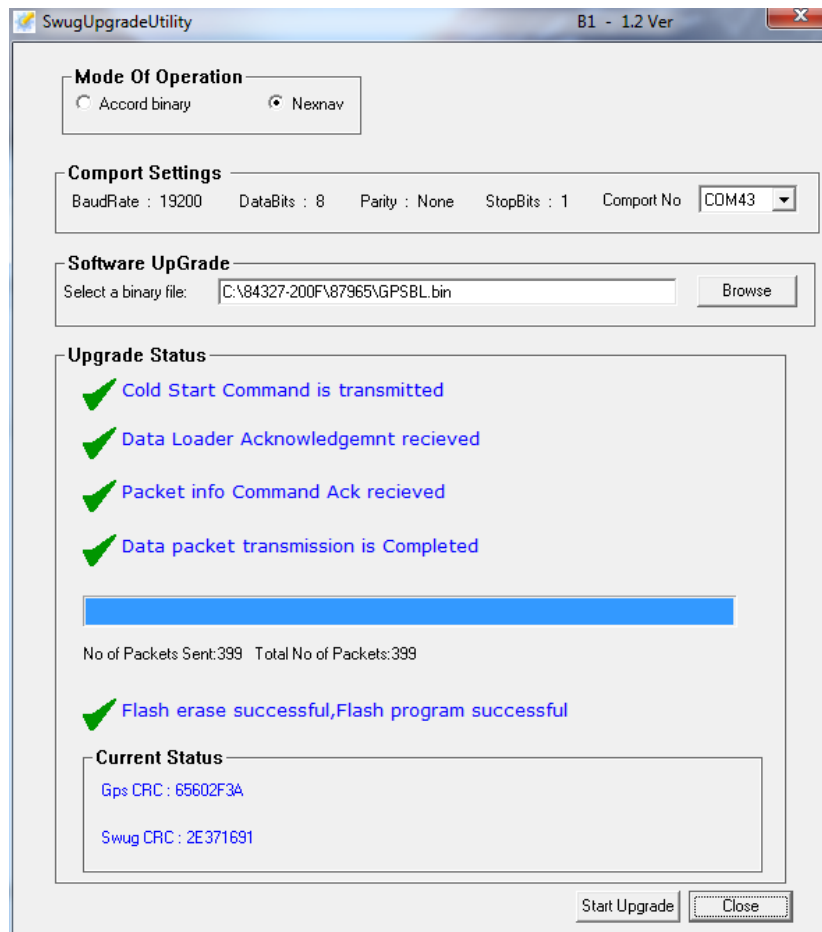 SwugUpgradeUtility B1 - 1.2 Ver
Mode Of Operation
Accord binary Nexnav
Comport Settings
BaudRate : 19200 DataBits : 8 Parity : None StopBits : 1 Comport No COM43
Software UpGrade
Select a binary file: C:\84327-200F\87965\GPSBL.bin Browse
Upgrade Status
Cold Start Command is transmitted
Data Loader Acknowledgemnt recieved
Packet info Command Ack recieved
Data packet transmission is Completed
No of Packets Sent:399 Total No of Packets:399
Flash erase successful,Flash program successful
Current Status
Gps CRC : 65602F3A
Swug CRC : 2E371691
Start Upgrade Close